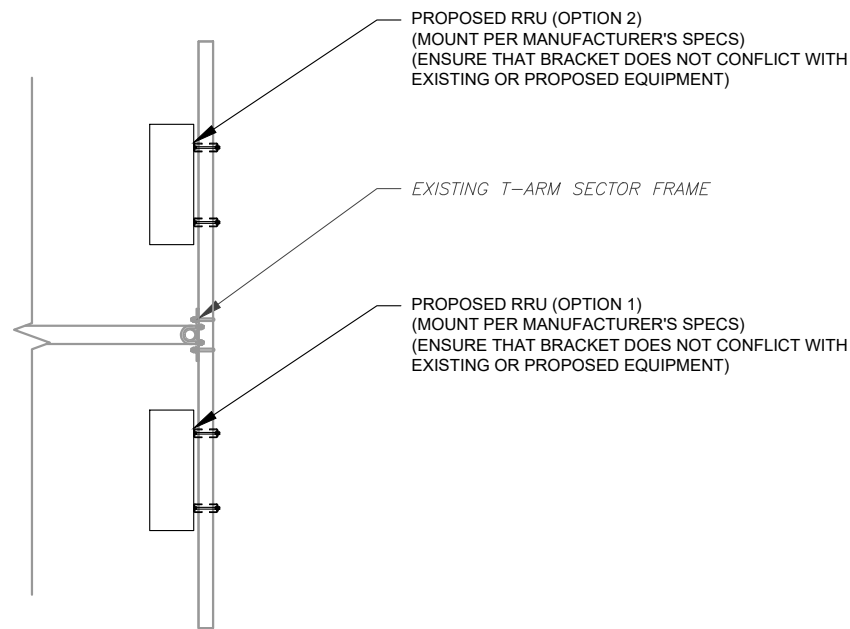 PROPOSED RRU (OPTION 2)
(MOUNT PER MANUFACTURER'S SPECS)
(ENSURE THAT BRACKET DOES NOT CONFLICT WITH
EXISTING OR PROPOSED EQUIPMENT)
EXISTING T-ARM SECTOR FRAME
PROPOSED RRU (OPTION 1)
(MOUNT PER MANUFACTURER'S SPECS)
(ENSURE THAT BRACKET DOES NOT CONFLICT WITH
EXISTING OR PROPOSED EQUIPMENT)